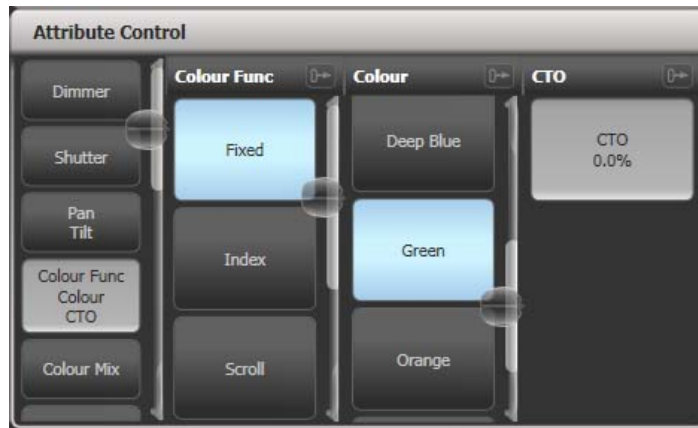 Attribute Control
Dimmer
Shutter
Pan
Tilt
Colour Func
Colour
CTO
Colour Mix
Colour Func
Fixed
Index
Scroll
Colour
Deep Blue
Green
Orange
CTO
CTO
0.0%